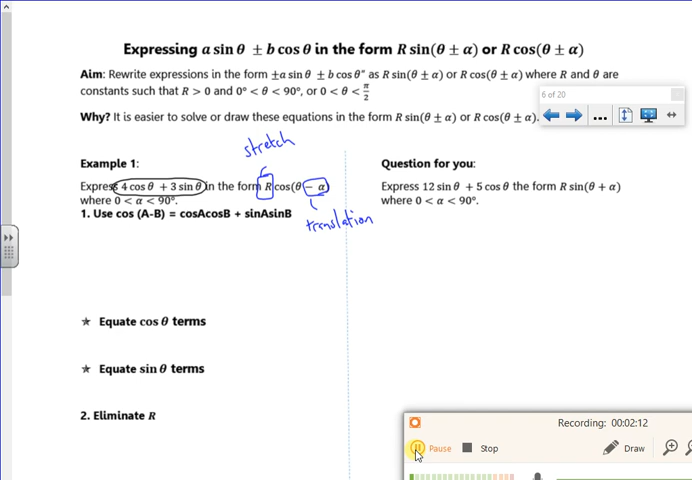 Expressing a sin θ ± b cos θ in the form R sin(θ ± α) or R cos(θ ± α)
Aim: Rewrite expressions in the form ±a sin θ ± b cos θ" as R sin(θ ± α) or R cos(θ ± α) where R and θ are
constants such that R > 0 and 0° < θ < 90°, or 0 < θ < π/2
6 of 20
Why? It is easier to solve or draw these equations in the form R sin(θ ± α) or R cos(θ ± α).
stretch
Example 1:
Express 4 cos θ + 3 sin θ in the form R cos(θ − α)
where 0 < α < 90°.
1. Use cos (A-B) = cosAcosB + sinAsinB
translation
Question for you:
Express 12 sin θ + 5 cos θ the form R sin(θ + α)
where 0 < α < 90°.
★ Equate cos θ terms
★ Equate sin θ terms
2. Eliminate R
Recording: 00:02:12
Pause Stop Draw